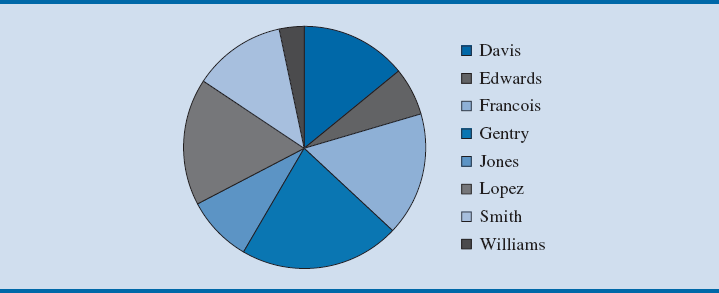 Davis
Edwards
Francois
Gentry
Jones
Lopez
Smith
Williams